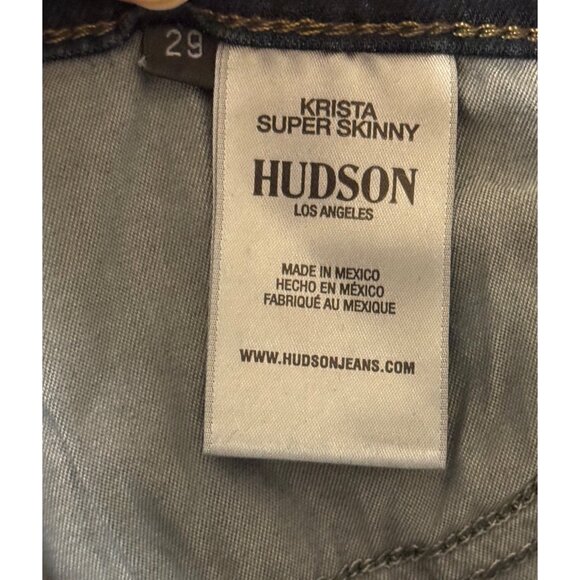 29
KRISTA
SUPER SKINNY
HUDSON
LOS ANGELES
MADE IN MEXICO
HECHO EN MÉXICO
FABRIQUÉ AU MEXIQUE
WWW.HUDSONJEANS.COM